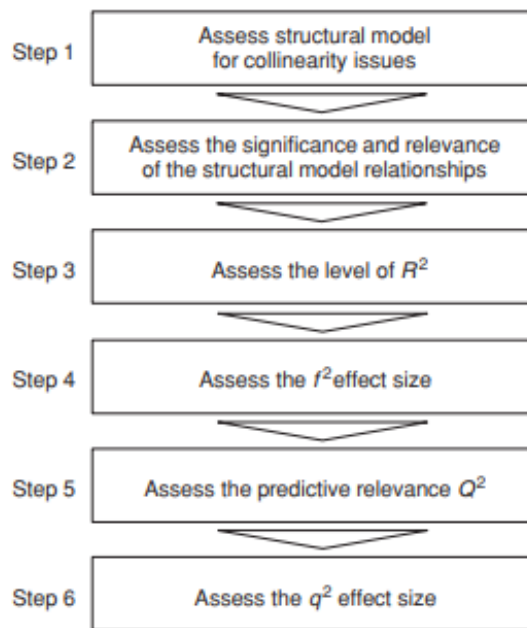 Step 1
Assess structural model
for collinearity issues
Step 2
Assess the significance and relevance
of the structural model relationships
Step 3
Assess the level of R²
Step 4
Assess the f² effect size
Step 5
Assess the predictive relevance Q²
Step 6
Assess the q² effect size